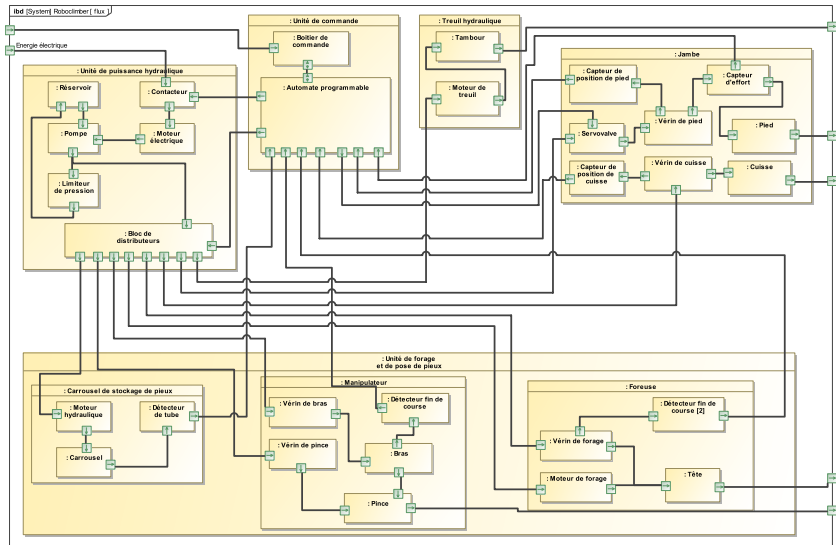 ibd [System] Roboclimber [ flux ]
Energie électrique
: Unité de commande
: Boîtier de
commande
: Automate programmable
: Treuil hydraulique
: Tambour
: Moteur de
treuil
: Jambe
: Capteur
de position
de pied
: Capteur
d'effort
: Vérin de pied
: Pied
: Servovalve
: Capteur
de position
de cuisse
: Vérin de cuisse
: Cuisse
: Unité de puissance hydraulique
: Réservoir
: Contacteur
: Pompe
: Moteur
électrique
: Limiteur
de pression
: Bloc de
distributeurs
: Unité de forage
et de pose de pieux
: Carrousel de stockage de pieux
: Moteur
hydraulique
: Détecteur
de tube
: Carrousel
: Manipulateur
: Vérin de bras
: Détecteur fin de
course
: Vérin de pince
: Bras
: Pince
: Foreuse
: Détecteur fin de
course [2]
: Vérin de forage
: Moteur de forage
: Tête